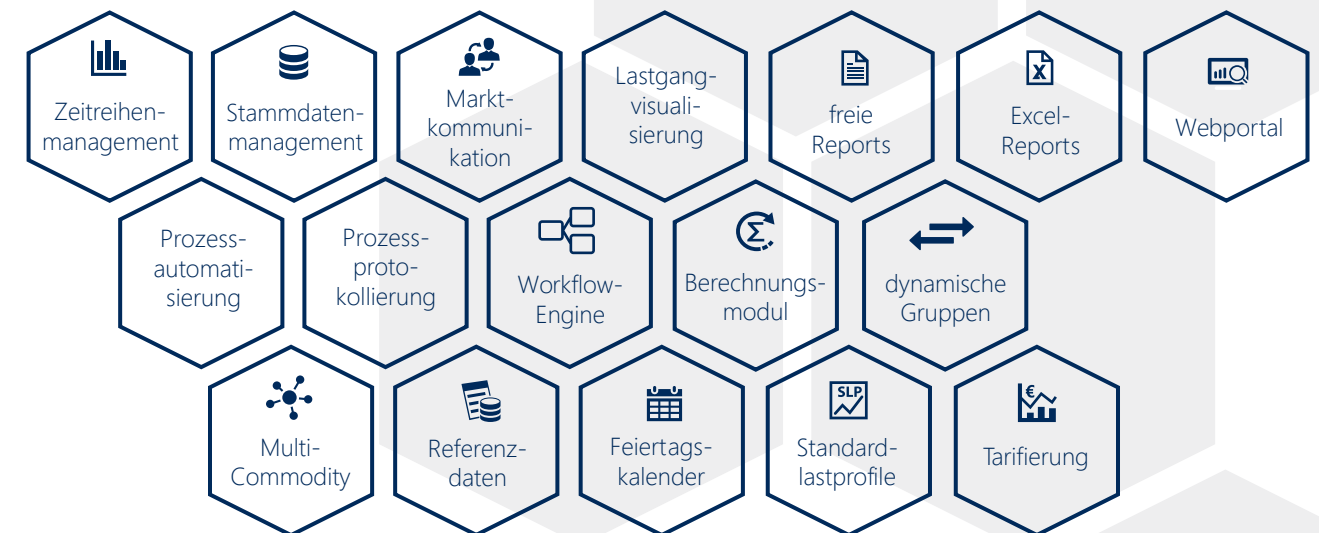 Zeitreihen-
management
Stammdaten-
management
Markt-
kommuni-
kation
Lastgang-
visuali-
sierung
freie
Reports
X
Excel-
Reports
Webportal
Prozess-
automati-
sierung
Prozess-
proto-
kollierung
Workflow-
Engine
Σ
Berechnungs-
modul
dynamische
Gruppen
Multi-
Commodity
Referenz-
daten
Feiertags-
kalender
SLP
Standard-
lastprofile
€
Tarifierung